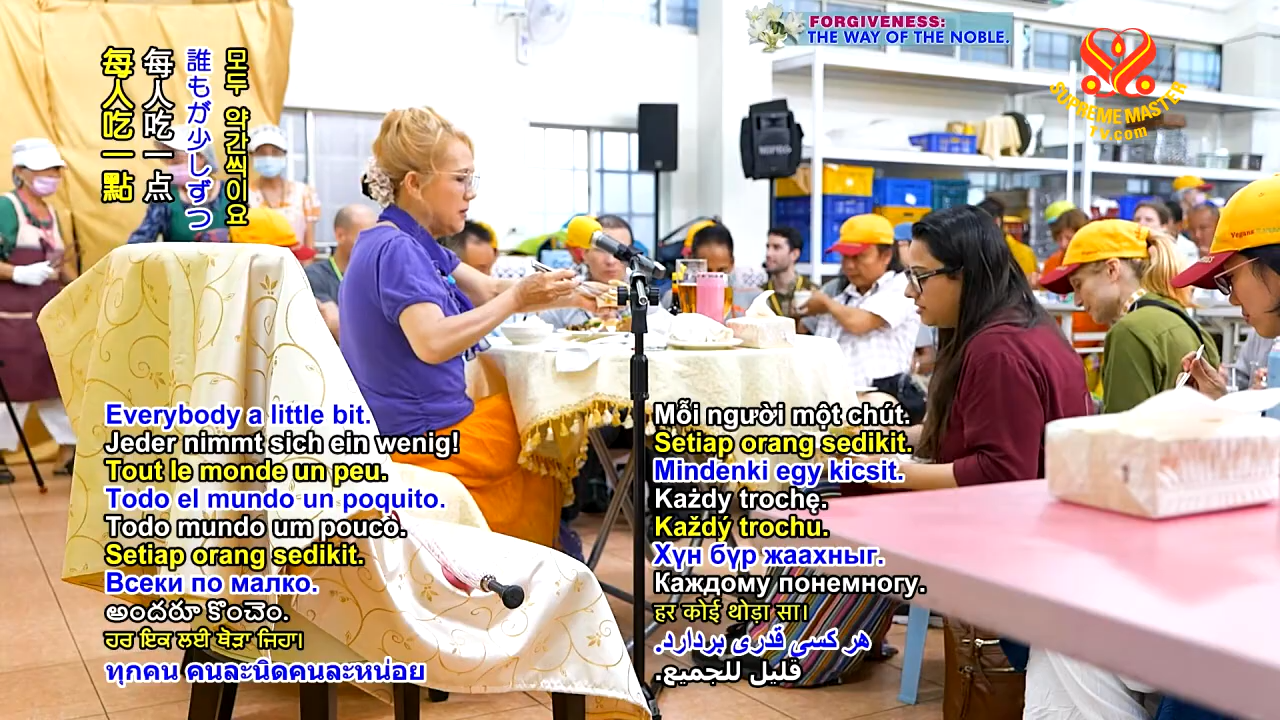 FORGIVENESS:
THE WAY OF THE NOBLE.
SUPREME MASTER
TV.com
모두 약간씩이요
誰もが少しずつ
每人吃一点
每人吃一點
Everybody a little bit.
Jeder nimmt sich ein wenig!
Tout le monde un peu.
Todo el mundo un poquito.
Todo mundo um pouco.
Setiap orang sedikit.
Всеки по малко.
అందరూ కొంచెం.
ਹਰ ਇਕ ਲਈ ਥੋੜਾ ਜਿਹਾ।
ทุกคน คนละนิดคนละหน่อย
Mỗi người một chút.
Setiap orang sedikit.
Mindenki egy kicsit.
Każdy trochę.
Každý trochu.
Хүн бүр жаахныг.
Каждому понемногу.
हर कोई थोड़ा सा।
هر کسی قدری بردارد.
قليل للجميع.